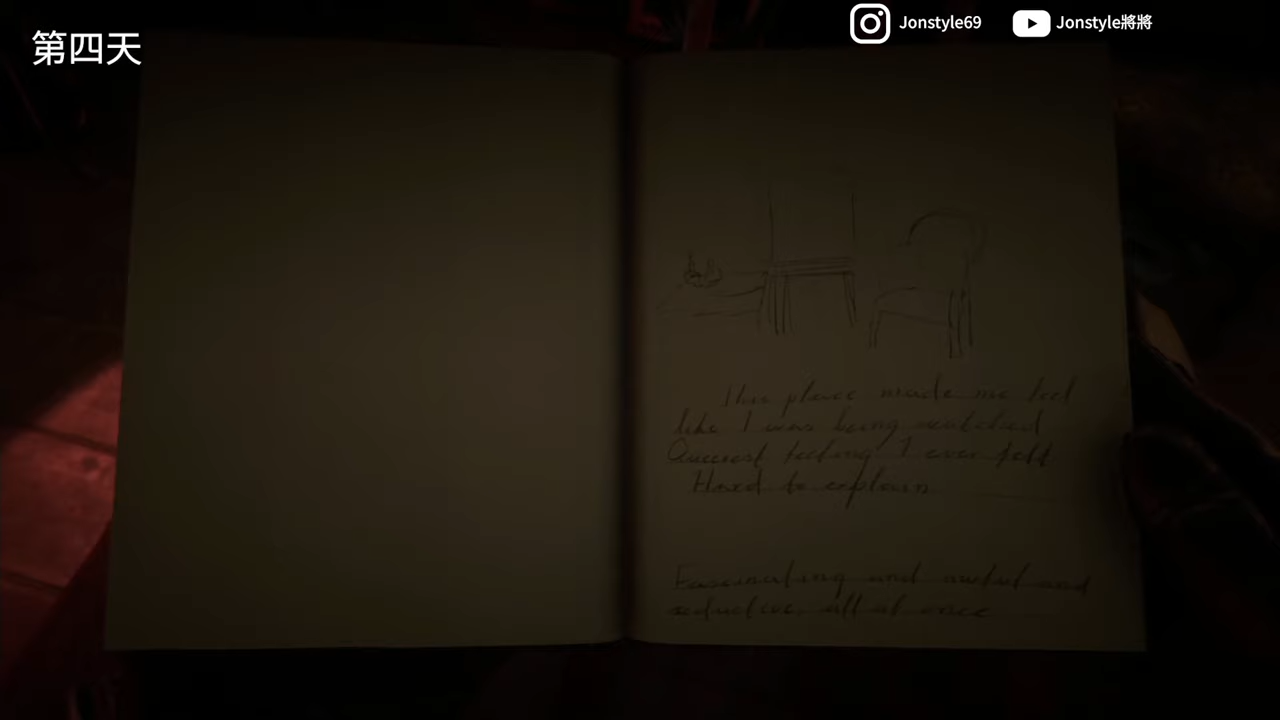 第四天
Jonstyle69
Jonstyle將將
This place made me feel
like I was being watched
Queerest feeling I ever felt
Hard to explain
Fascinating and awful and
seductive all at once